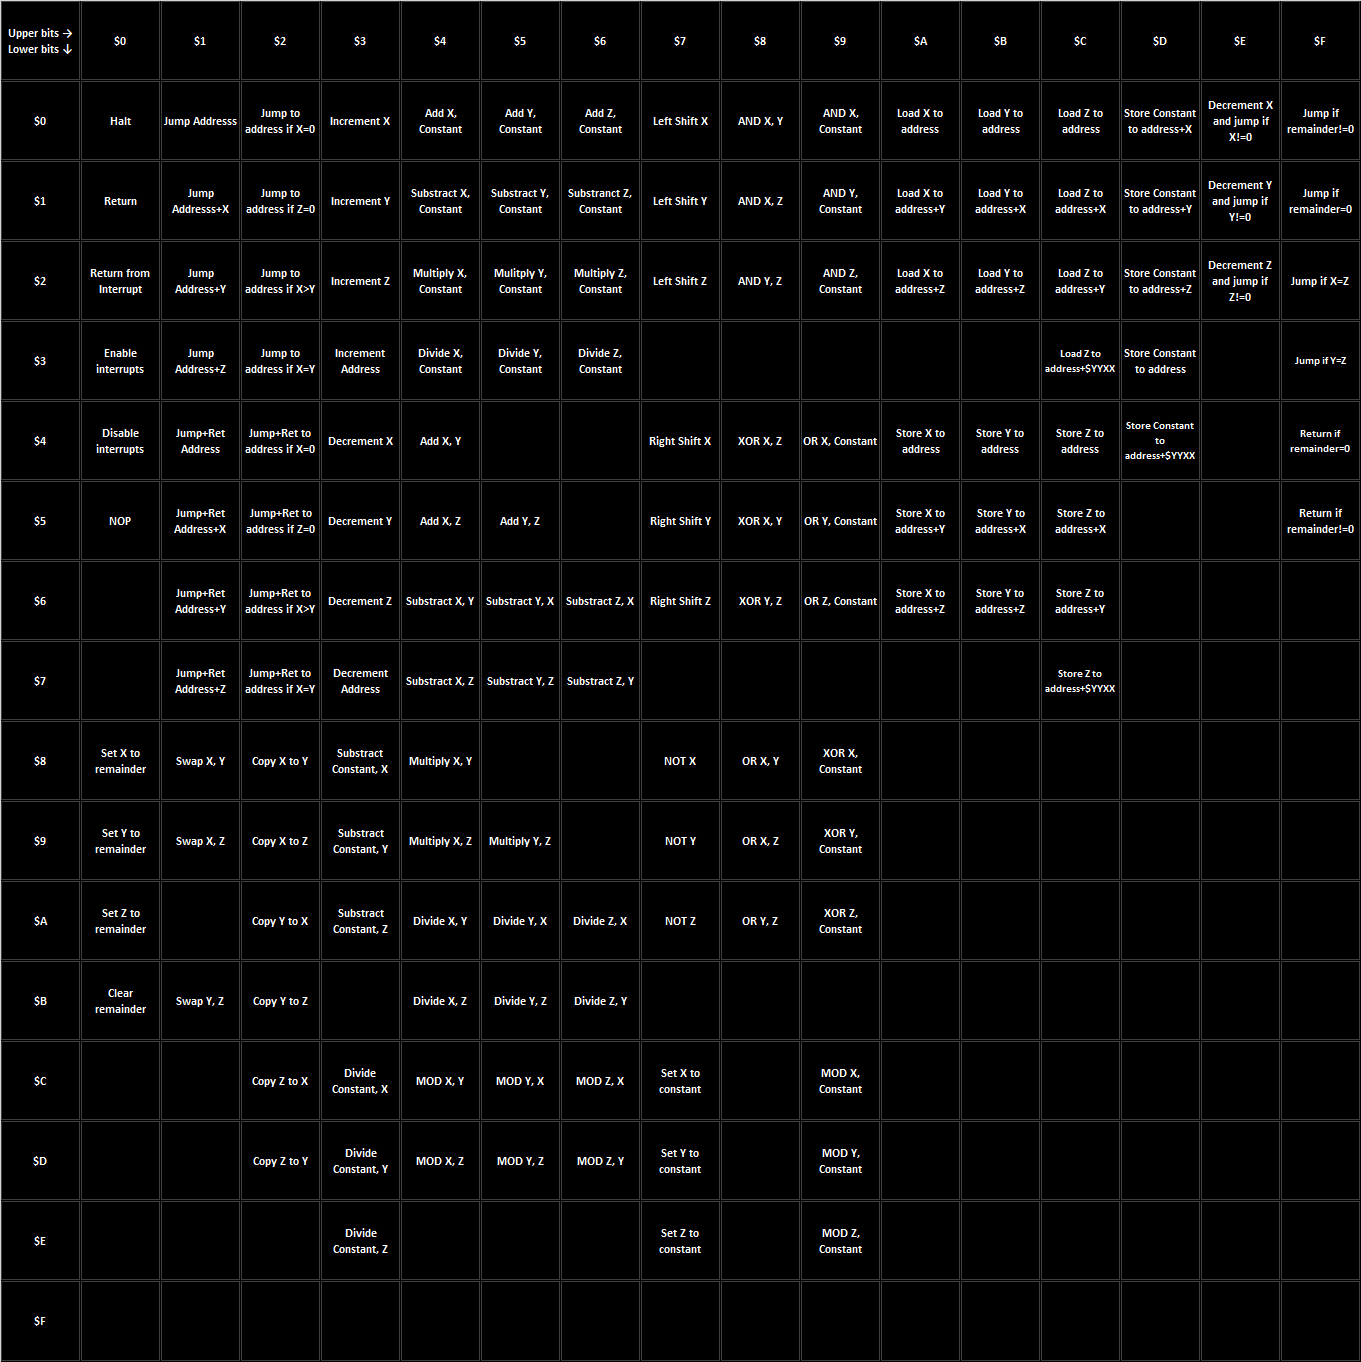 Upper bits → $0 $1 $2 $3 $4 $5 $6 $7 $8 $9 $A $B $C $D $E $F
Lower bits ↓
$0 Halt Jump Addresss Jump to address if X=0 Increment X Add X, Constant Add Y, Constant Add Z, Constant Left Shift X AND X, Y AND X, Constant Load X to address Load Y to address Load Z to address Store Constant to address+X Decrement X and jump if X!=0 Jump if remainder!=0
$1 Return Jump Addresss+X Jump to address if Z=0 Increment Y Substract X, Constant Substract Y, Constant Substranct Z, Constant Left Shift Y AND X, Z AND Y, Constant Load X to address+Y Load Y to address+X Load Z to address+X Store Constant to address+Y Decrement Y and jump if Y!=0 Jump if remainder=0
$2 Return from Interrupt Jump Address+Y Jump to address if X>Y Increment Z Multiply X, Constant Mulitply Y, Constant Multiply Z, Constant Left Shift Z AND Y, Z AND Z, Constant Load X to address+Z Load Y to address+Z Load Z to address+Y Store Constant to address+Z Decrement Z and jump if Z!=0 Jump if X=Z
$3 Enable interrupts Jump Address+Z Jump to address if X=Y Increment Address Divide X, Constant Divide Y, Constant Divide Z, Constant Load Z to address+$YYXX Store Constant to address Jump if Y=Z
$4 Disable interrupts Jump+Ret Address Jump+Ret to address if X=0 Decrement X Add X, Y Right Shift X XOR X, Z OR X, Constant Store X to address Store Y to address Store Z to address Store Constant to address+$YYXX Return if remainder=0
$5 NOP Jump+Ret Address+X Jump+Ret to address if Z=0 Decrement Y Add X, Z Add Y, Z Right Shift Y XOR X, Y OR Y, Constant Store X to address+Y Store Y to address+X Store Z to address+X Return if remainder!=0
$6 Jump+Ret Address+Y Jump+Ret to address if X>Y Decrement Z Substract X, Y Substract Y, X Substract Z, X Right Shift Z XOR Y, Z OR Z, Constant Store X to address+Z Store Y to address+Z Store Z to address+Y
$7 Jump+Ret Address+Z Jump+Ret to address if X=Y Decrement Address Substract X, Z Substract Y, Z Substract Z, Y Store Z to address+$YYXX
$8 Set X to remainder Swap X, Y Copy X to Y Substract Constant, X Multiply X, Y NOT X OR X, Y XOR X, Constant
$9 Set Y to remainder Swap X, Z Copy X to Z Substract Constant, Y Multiply X, Z Multiply Y, Z NOT Y OR X, Z XOR Y, Constant
$A Set Z to remainder Copy Y to X Substract Constant, Z Divide X, Y Divide Y, X Divide Z, X NOT Z OR Y, Z XOR Z, Constant
$B Clear remainder Swap Y, Z Copy Y to Z Divide X, Z Divide Y, Z Divide Z, Y
$C Copy Z to X Divide Constant, X MOD X, Y MOD Y, X MOD Z, X Set X to constant MOD X, Constant
$D Copy Z to Y Divide Constant, Y MOD X, Z MOD Y, Z MOD Z, Y Set Y to constant MOD Y, Constant
$E Divide Constant, Z Set Z to constant MOD Z, Constant
$F